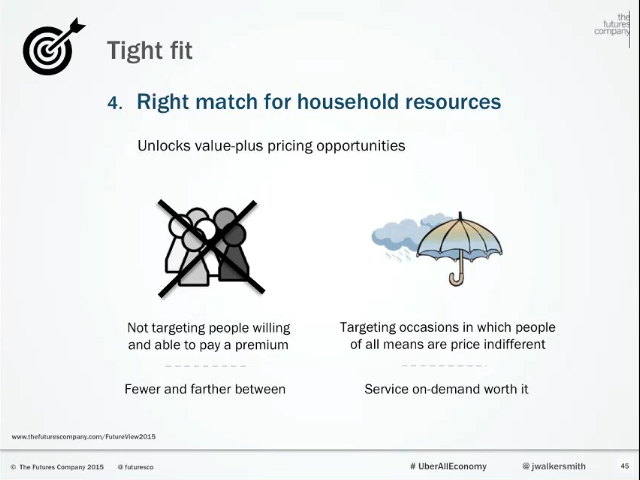 the
futures
company
Tight fit
4. Right match for household resources
Unlocks value-plus pricing opportunities
Not targeting people willing
and able to pay a premium
Targeting occasions in which people
of all means are price indifferent
Fewer and farther between
Service on-demand worth it
www.thefuturescompany.com/FutureView2015
© The Futures Company 2015 @futuresco # UberAllEconomy @ jwalkersmith 45